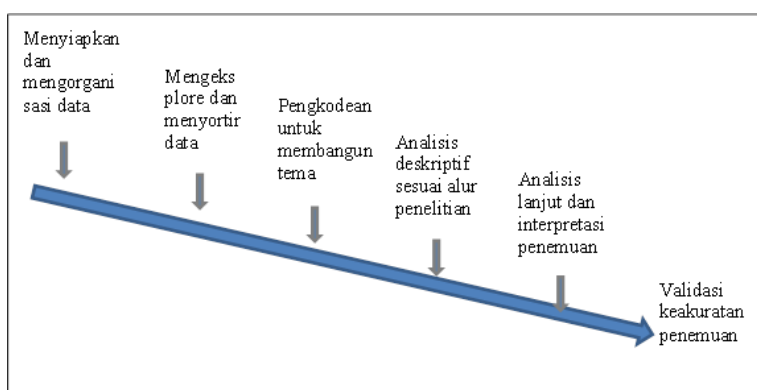 Menyiapkan
dan
mengorgani
sasi data
Mengeks
plore dan
menyortir
data
Pengkodean
untuk
membangun
tema
Analisis
deskriptif
sesuai alur
penelitian
Analisis
lanjut dan
interpretasi
penemuan
Validasi
keakuratan
penemuan